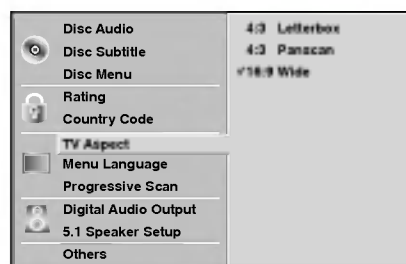 Disc Audio
Disc Subtitle
Disc Menu
Rating
Country Code
TV Aspect
Menu Language
Progressive Scan
Digital Audio Output
5.1 Speaker Setup
Others
4:3 Letterbox
4:3 Panscan
✓16:9 Wide